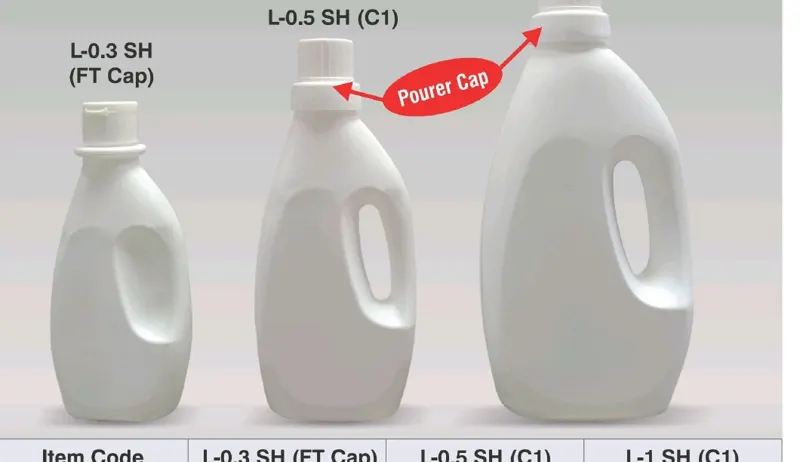 L-0.5 SH (C1)
L-0.3 SH
(FT Cap)
Pourer Cap
Item Code L-0.3 SH (FT Cap) L-0.5 SH (C1) L-1 SH (C1)